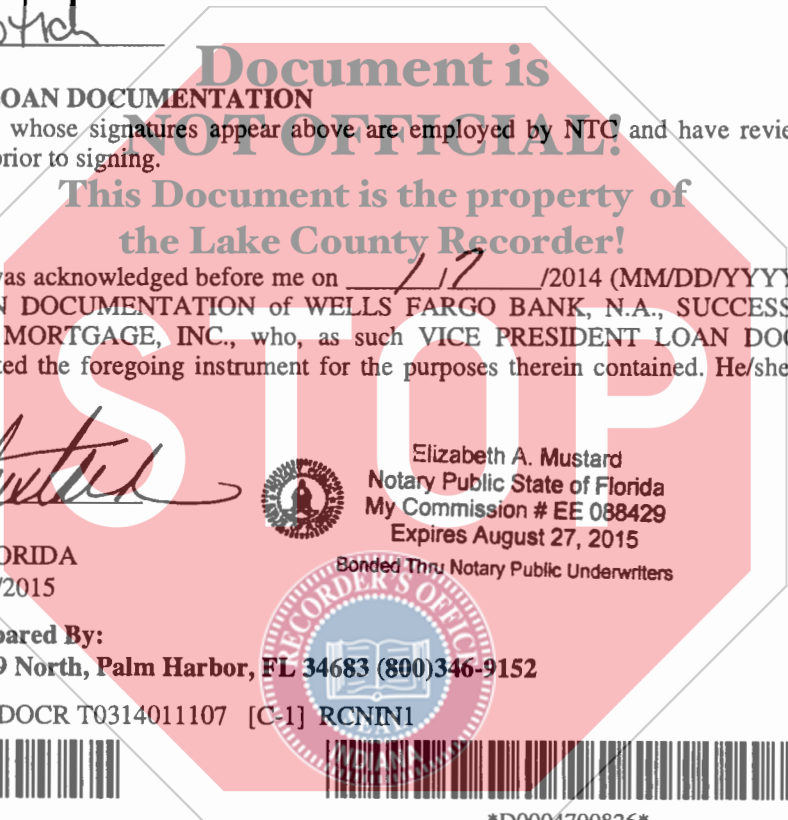 OAN DOCUMENTATION
whose signatures appear above are employed by NTC and have revie
prior to signing.
Document is
NOT OFFICIAL!
This Document is the property of
the Lake County Recorder!
was acknowledged before me on 1/7/2014 (MM/DD/YYYY
N DOCUMENTATION of WELLS FARGO BANK, N.A., SUCCESS
MORTGAGE, INC., who, as such VICE PRESIDENT LOAN DOC
ted the foregoing instrument for the purposes therein contained. He/she
STOP
Elizabeth A. Mustard
Notary Public State of Florida
My Commission # EE 088429
Expires August 27, 2015
Bonded Thru Notary Public Underwriters
ORIDA
/2015
pared By:
9 North, Palm Harbor, FL 34683 (800)346-9152
DOCR T0314011107 [C-1] RCNIN1
RECORDER'S OFFICE
INDIANA
*D0004700826*